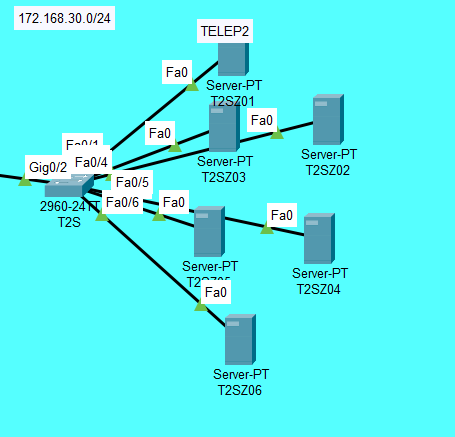 172.168.30.0/24
TELEP2
Fa0
Server-PT
T2SZ01
Fa0
Fa0
Server-PT
T2SZ03
Server-PT
T2SZ02
Fa0/1
Fa0/4
Gig0/2
Fa0/5
2960-24TT
T2S
Fa0/6
Fa0
Fa0
Server-PT
T2SZ05
Server-PT
T2SZ04
Fa0
Server-PT
T2SZ06